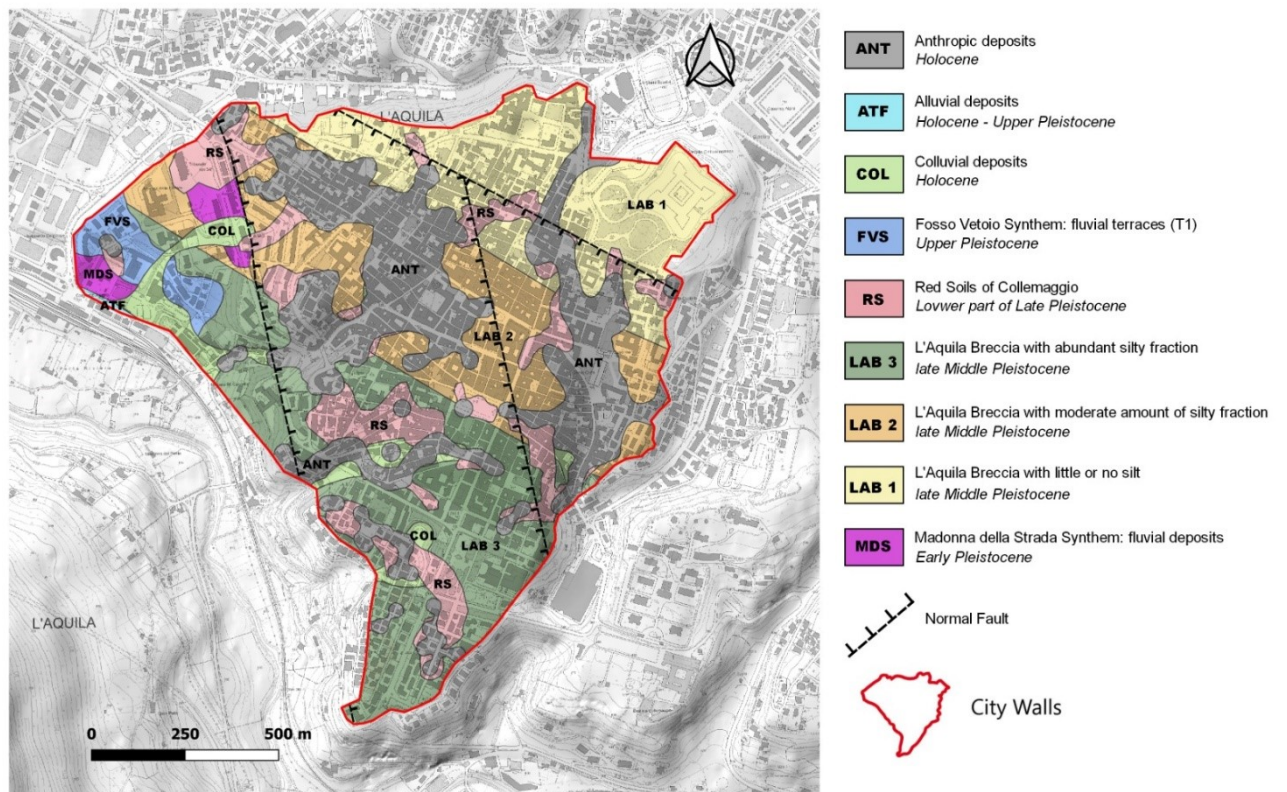 L'AQUILA
RS
LAB 1
FVS
COL
RS
MDS
ANT
ATF
LAB 2
ANT
RS
ANT
COL
LAB 3
RS
L'AQUILA
0 250 500 m
ANT
Anthropic deposits
Holocene
ATF
Alluvial deposits
Holocene - Upper Pleistocene
COL
Colluvial deposits
Holocene
FVS
Fosso Vetoio Synthem: fluvial terraces (T1)
Upper Pleistocene
RS
Red Soils of Collemaggio
Lovwer part of Late Pleistocene
LAB 3
L'Aquila Breccia with abundant silty fraction
late Middle Pleistocene
LAB 2
L'Aquila Breccia with moderate amount of silty fraction
late Middle Pleistocene
LAB 1
L'Aquila Breccia with little or no silt
late Middle Pleistocene
MDS
Madonna della Strada Synthem: fluvial deposits
Early Pleistocene
Normal Fault
City Walls